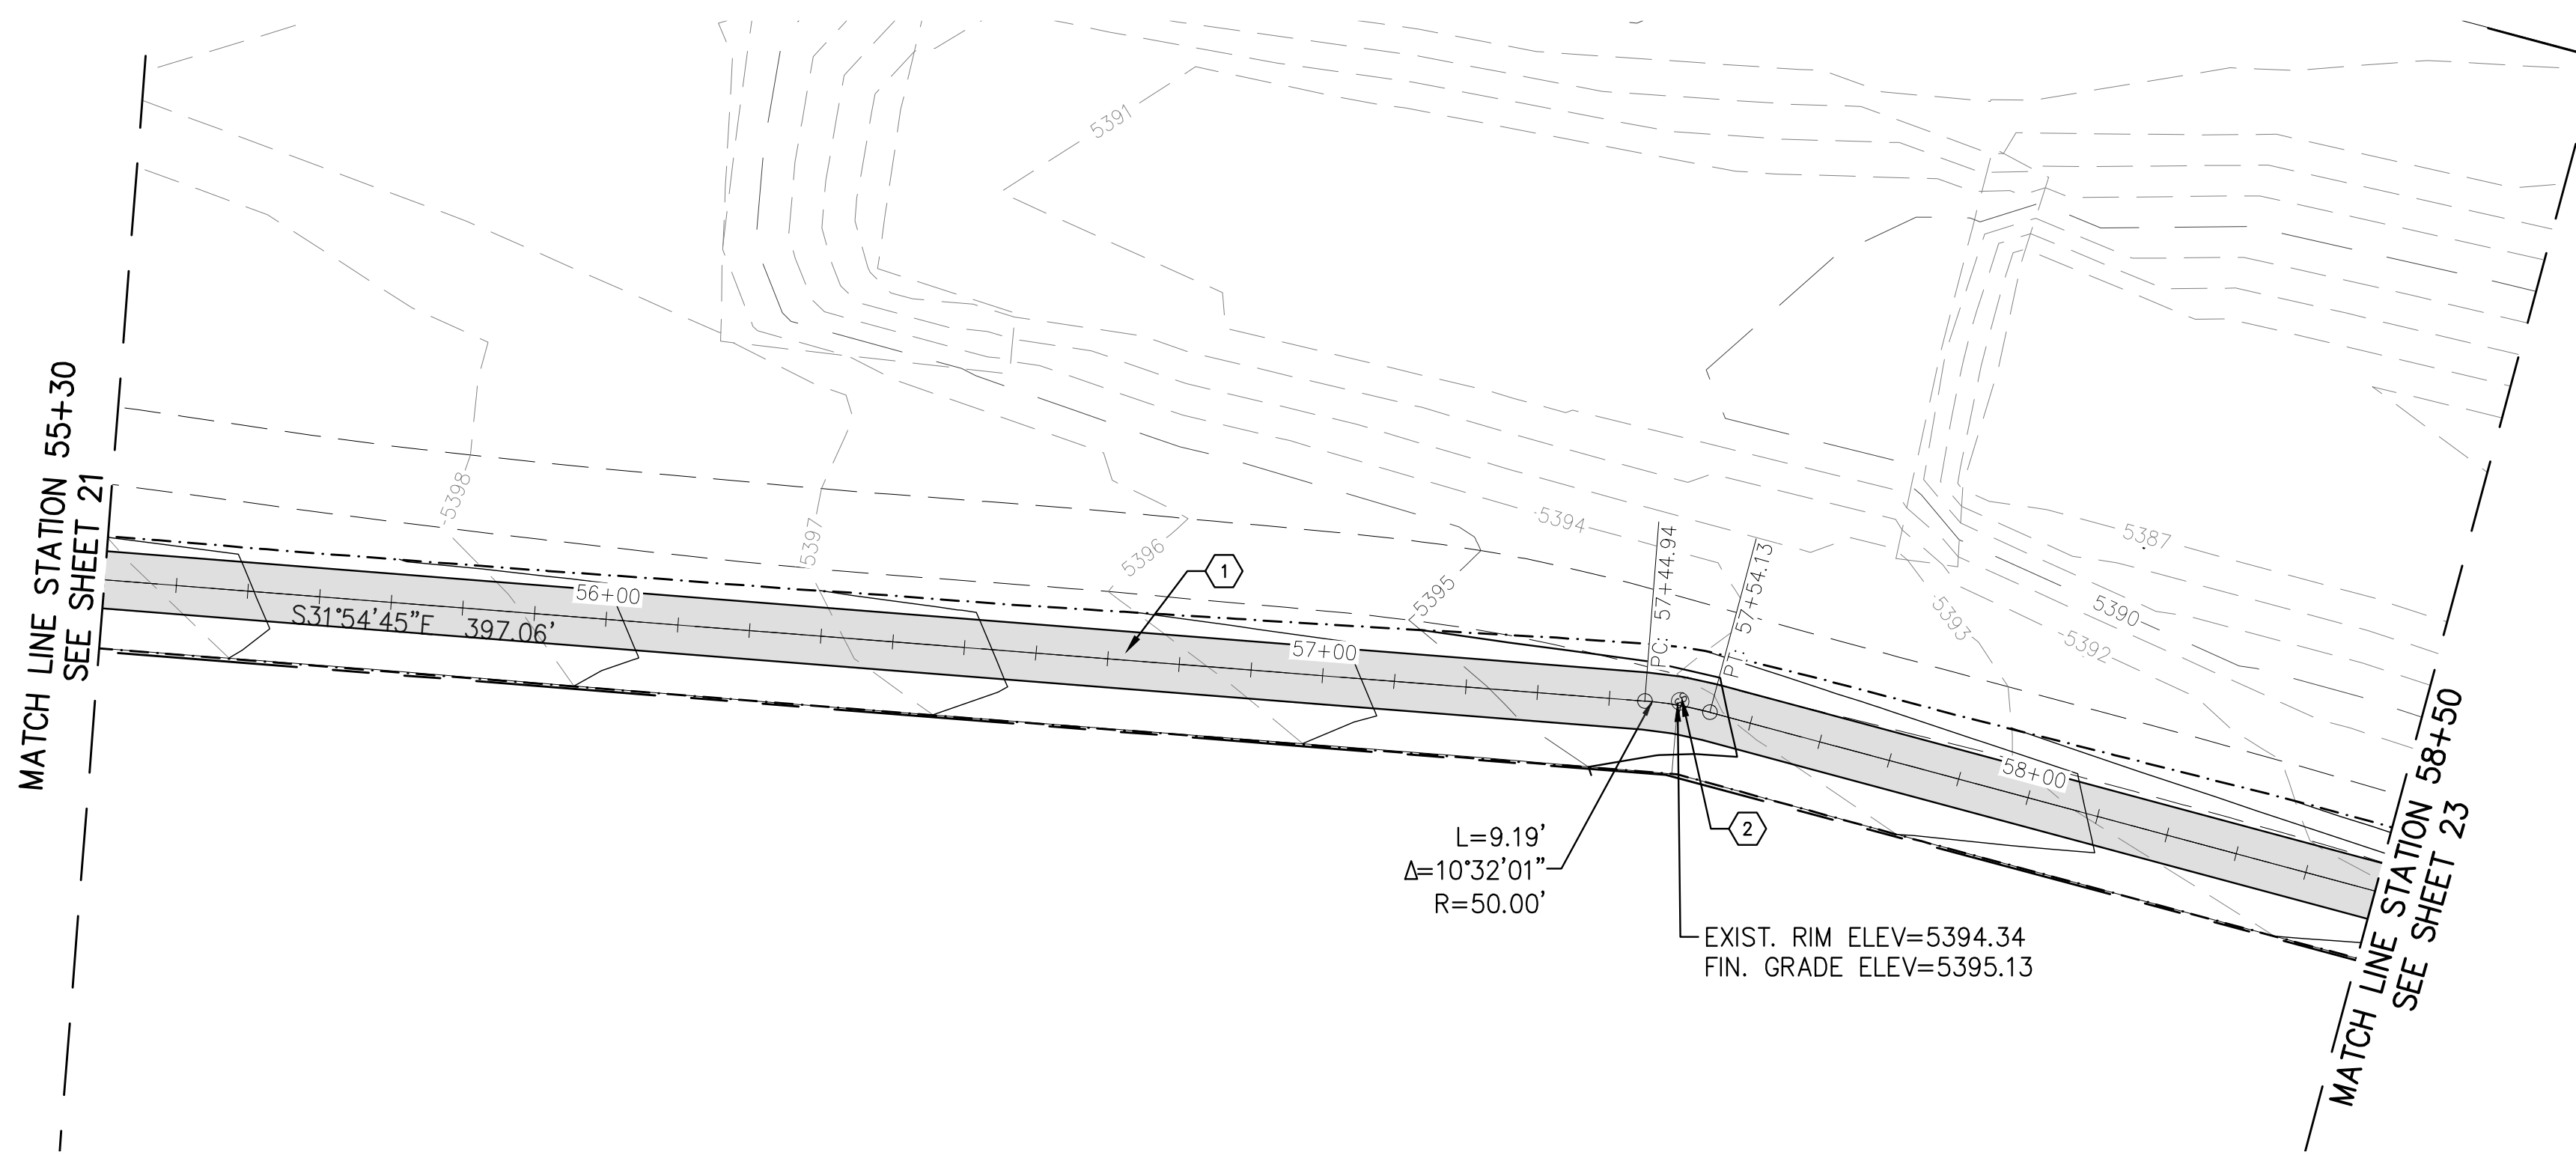 MATCH LINE STATION 55+30
SEE SHEET 21
5391
5398
5397
5396
5395
5394
5393
5392
5390
5387
1
56+00
S31°54'45"E 397.06'
57+00
PC: 57+44.94
PT: 57+54.13
SS
58+00
2
L=9.19'
Δ=10°32'01"
R=50.00'
EXIST. RIM ELEV=5394.34
FIN. GRADE ELEV=5395.13
MATCH LINE STATION 58+50
SEE SHEET 23